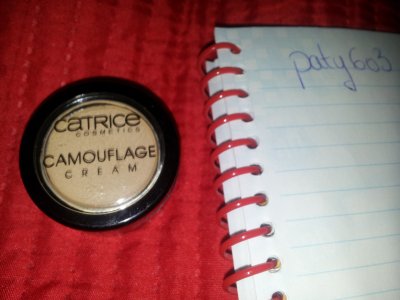 CATRICE
COSMETICS
CAMOUFLAGE
CREAM
paty603